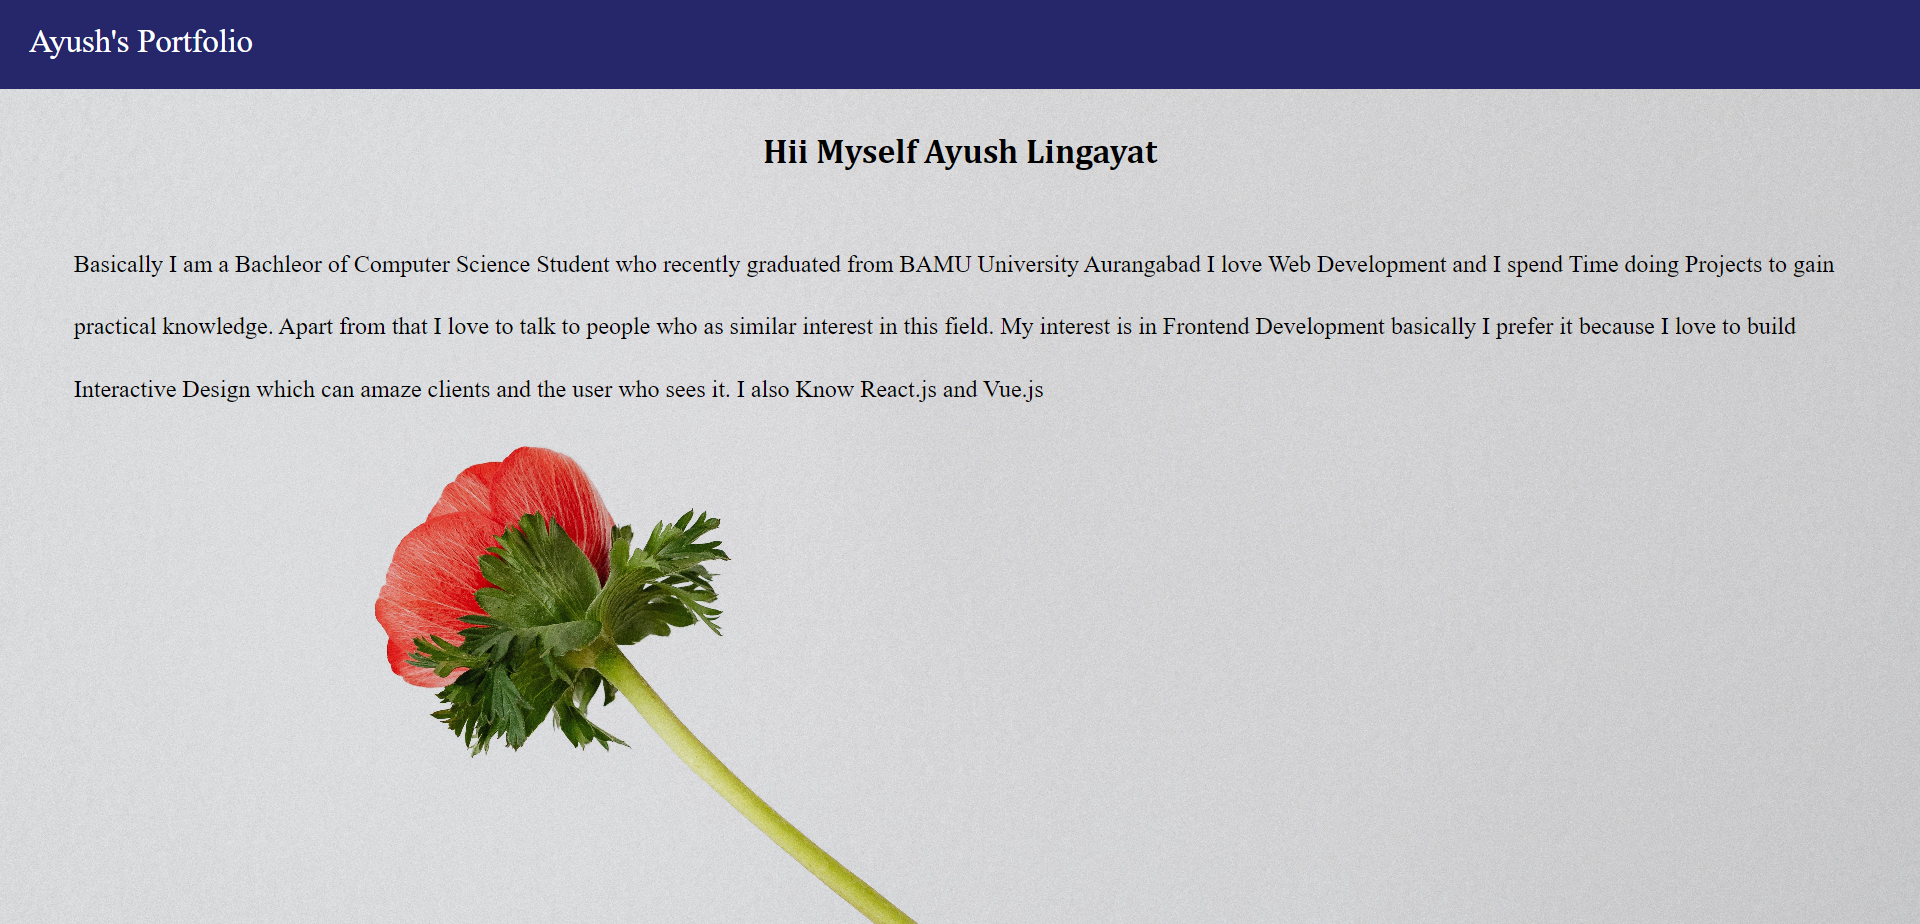 Ayush's Portfolio
Hii Myself Ayush Lingayat
Basically I am a Bachleor of Computer Science Student who recently graduated from BAMU University Aurangabad I love Web Development and I spend Time doing Projects to gain
practical knowledge. Apart from that I love to talk to people who as similar interest in this field. My interest is in Frontend Development basically I prefer it because I love to build
Interactive Design which can amaze clients and the user who sees it. I also Know React.js and Vue.js